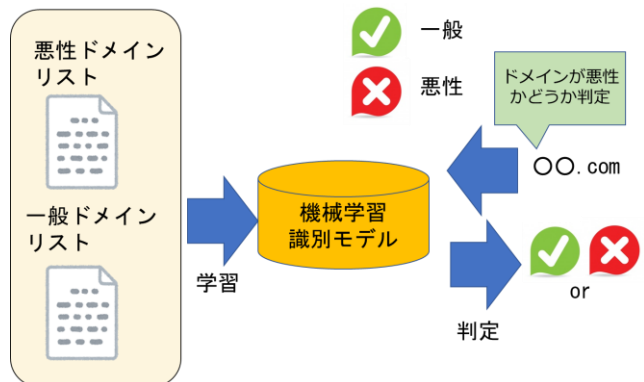 悪性ドメイン
リスト
一般ドメイン
リスト
学習
機械学習
識別モデル
一般
悪性
ドメインが悪性
かどうか判定
〇〇.com
判定
or